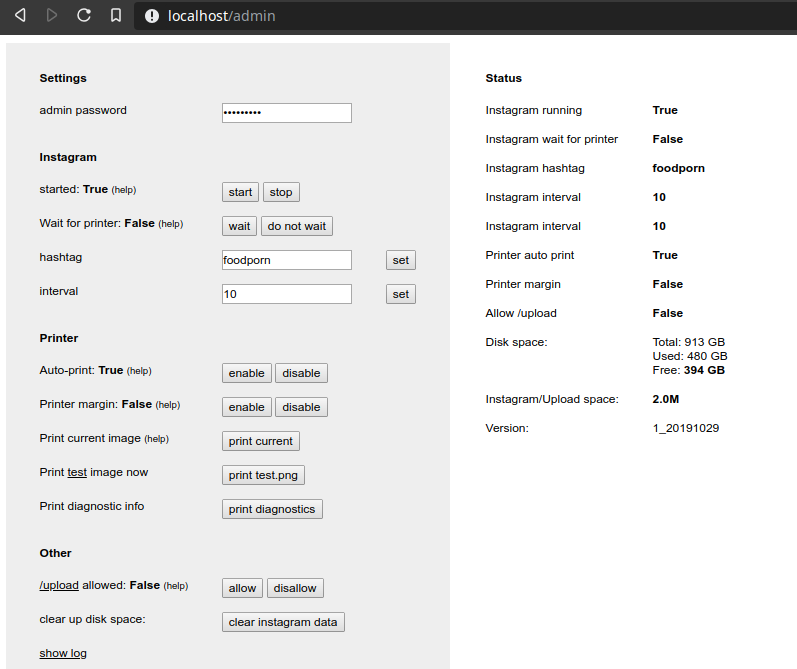 localhost/admin
Settings
admin password •••••••••
Instagram
started: True (help) start stop
Wait for printer: False (help) wait do not wait
hashtag foodporn set
interval 10 set
Printer
Auto-print: True (help) enable disable
Printer margin: False (help) enable disable
Print current image (help) print current
Print test image now print test.png
Print diagnostic info print diagnostics
Other
/upload allowed: False (help) allow disallow
clear up disk space: clear instagram data
show log
Status
Instagram running True
Instagram wait for printer False
Instagram hashtag foodporn
Instagram interval 10
Instagram interval 10
Printer auto print True
Printer margin False
Allow /upload False
Disk space: Total: 913 GB
Used: 480 GB
Free: 394 GB
Instagram/Upload space: 2.0M
Version: 1_20191029